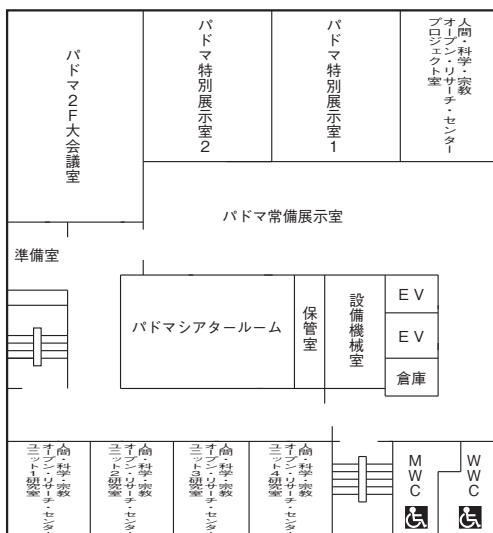 パドマ２Ｆ大会議室
パドマ特別展示室２
パドマ特別展示室１
人間・科学・宗教
オープン・リサーチ・センター
プロジェクト室
パドマ常備展示室
準備室
パドマシアタールーム
保管室
設備機械室
ＥＶ
ＥＶ
倉庫
人間・科学・宗教
オープン・リサーチ・センター
ユニット1研究室
人間・科学・宗教
オープン・リサーチ・センター
ユニット2研究室
人間・科学・宗教
オープン・リサーチ・センター
ユニット3研究室
人間・科学・宗教
オープン・リサーチ・センター
ユニット4研究室
ＭＷＣ
ＷＷＣ